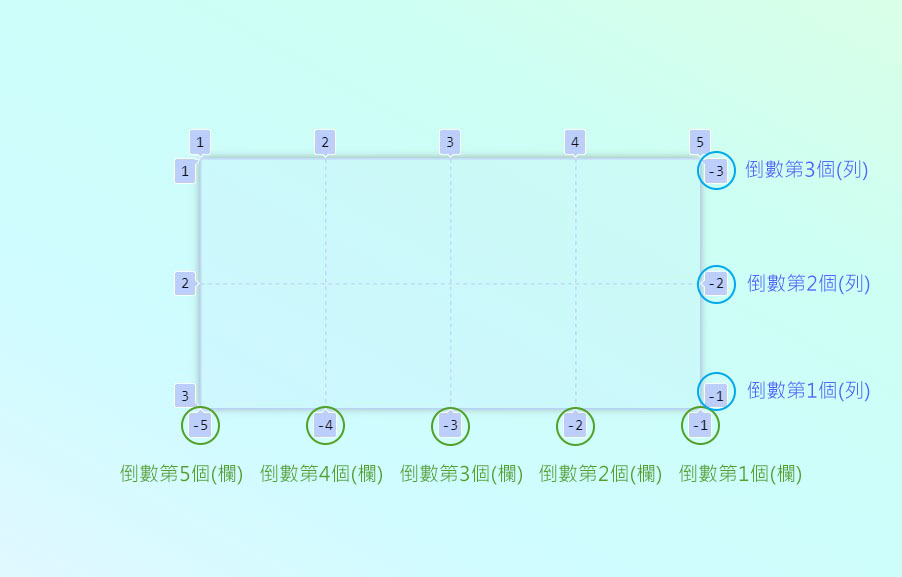 1 2 3 4 5
1 -3 倒數第3個(列)
2 -2 倒數第2個(列)
3 -1 倒數第1個(列)
-5 -4 -3 -2 -1
倒數第5個(欄) 倒數第4個(欄) 倒數第3個(欄) 倒數第2個(欄) 倒數第1個(欄)